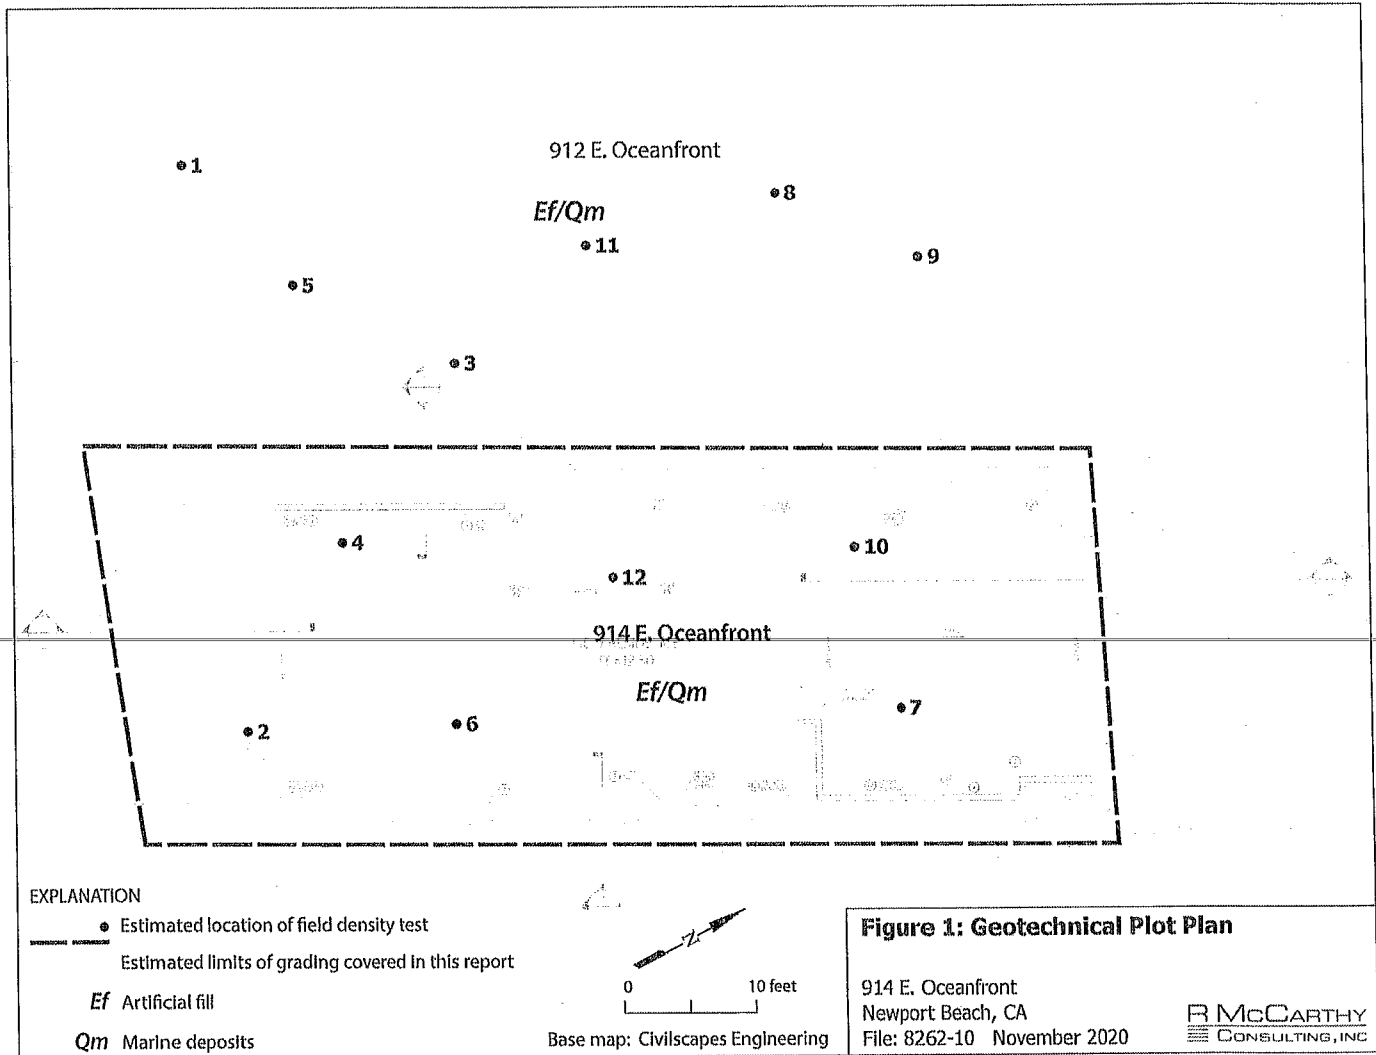 912 E. Oceanfront
1
8
Ef/Qm
11
9
5
3
4
10
12
914 E. Oceanfront
Ef/Qm
2
6
7
EXPLANATION
Estimated location of field density test
Estimated limits of grading covered in this report
Ef Artificial fill
Qm Marine deposits
N
0 10 feet
Base map: Civilscapes Engineering
Figure 1: Geotechnical Plot Plan
914 E. Oceanfront
Newport Beach, CA
File: 8262-10 November 2020
R MCCARTHY
CONSULTING, INC